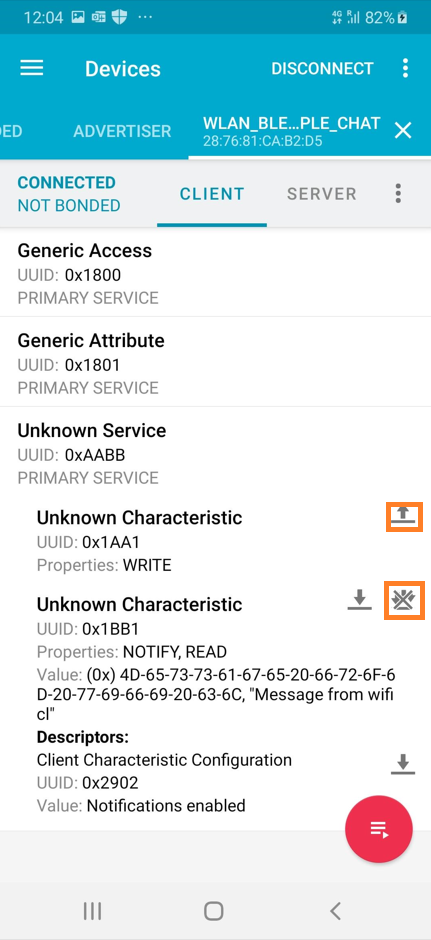 12:04 ··· 4G R 82%
Devices DISCONNECT
DED ADVERTISER WLAN_BLE...PLE_CHAT
28:76:81:CA:B2:D5
CONNECTED
NOT BONDED
CLIENT SERVER
Generic Access
UUID: 0x1800
PRIMARY SERVICE
Generic Attribute
UUID: 0x1801
PRIMARY SERVICE
Unknown Service
UUID: 0xAABB
PRIMARY SERVICE
Unknown Characteristic
UUID: 0x1AA1
Properties: WRITE
Unknown Characteristic
UUID: 0x1BB1
Properties: NOTIFY, READ
Value: (0x) 4D-65-73-73-61-67-65-20-66-72-6F-6
D-20-77-69-66-69-20-63-6C, "Message from wifi
cl"
Descriptors:
Client Characteristic Configuration
UUID: 0x2902
Value: Notifications enabled